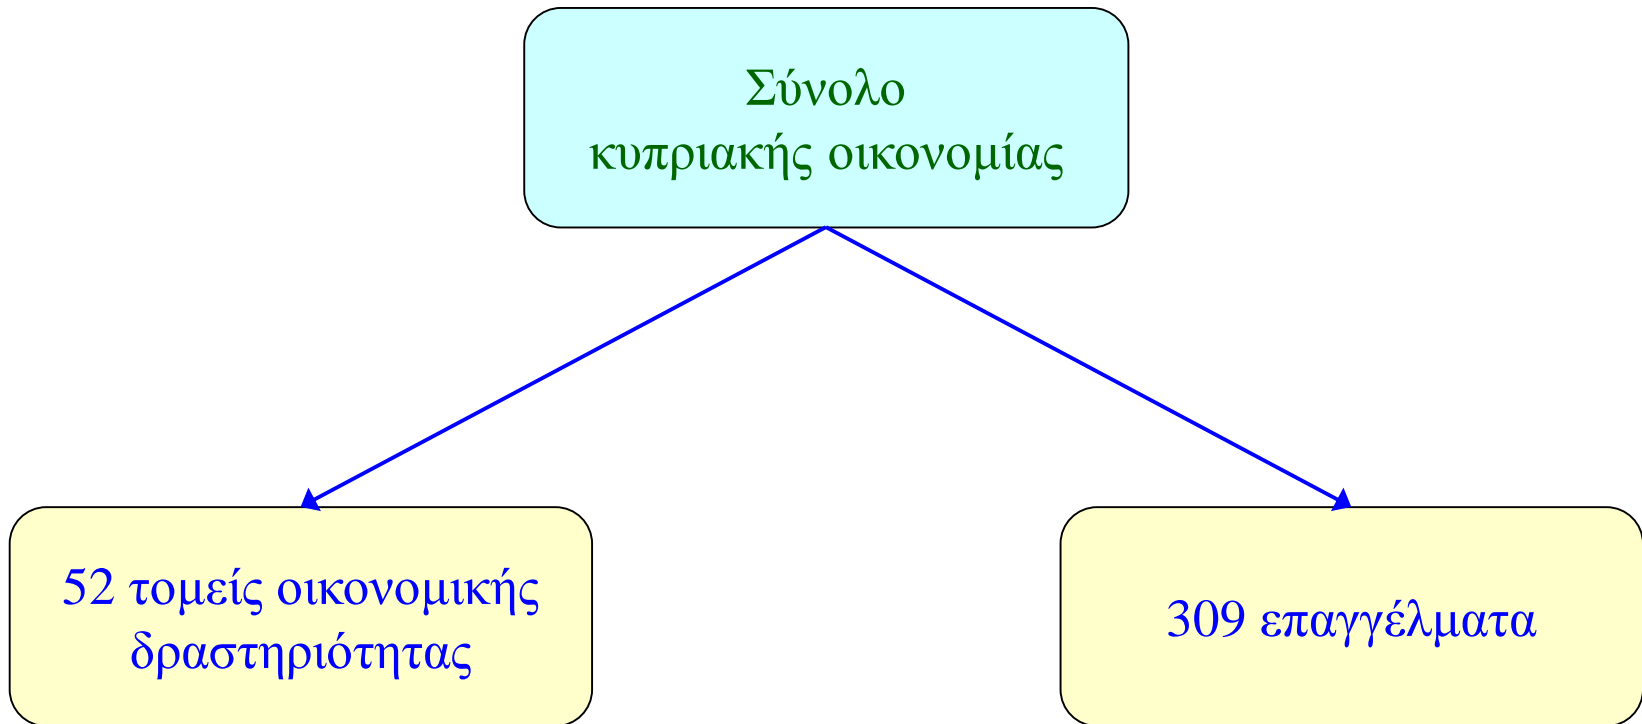 Σύνολο
κυπριακής οικονομίας
52 τομείς οικονομικής
δραστηριότητας
309 επαγγέλματα